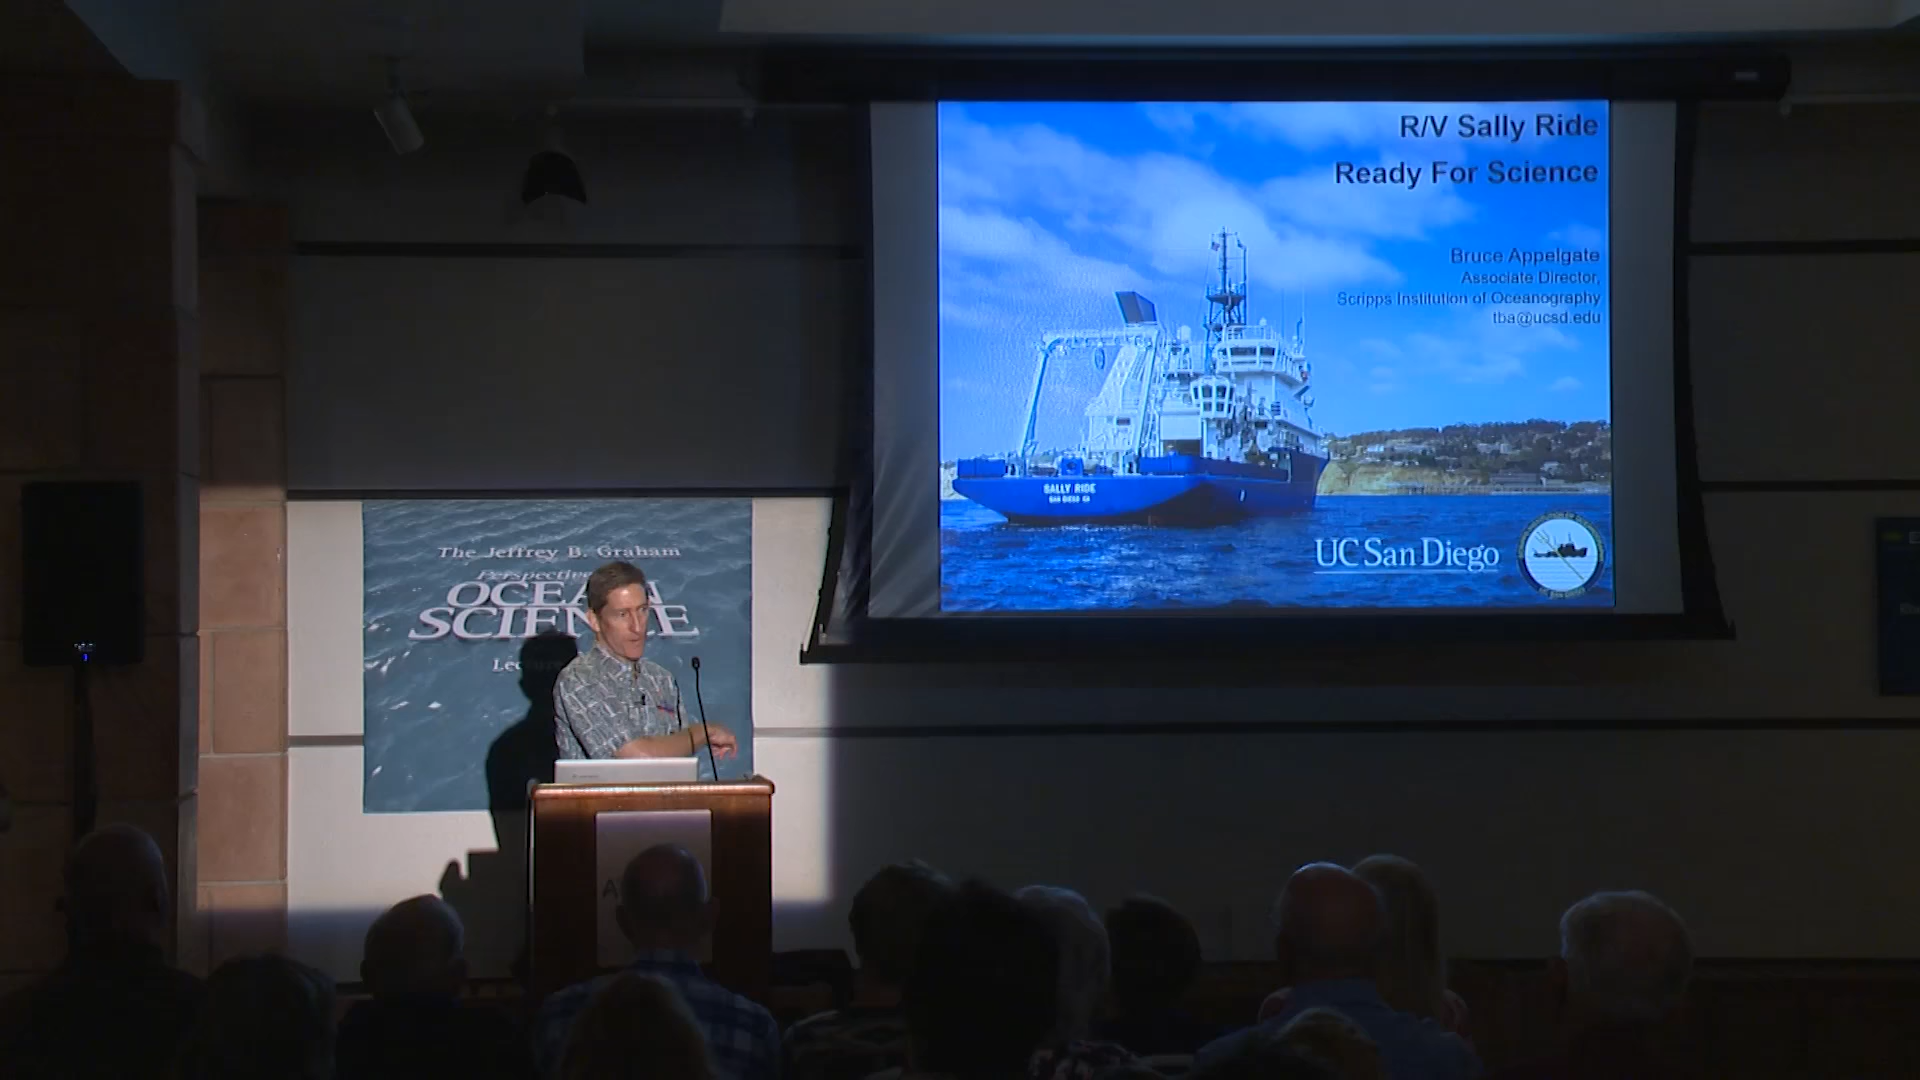 R/V Sally Ride
Ready For Science
Bruce Appelgate
Associate Director,
Scripps Institution of Oceanography
tba@ucsd.edu
SALLY RIDE
SAN DIEGO CA
UC San Diego
The Jeffrey B. Graham
OCEAN
SCIENCE